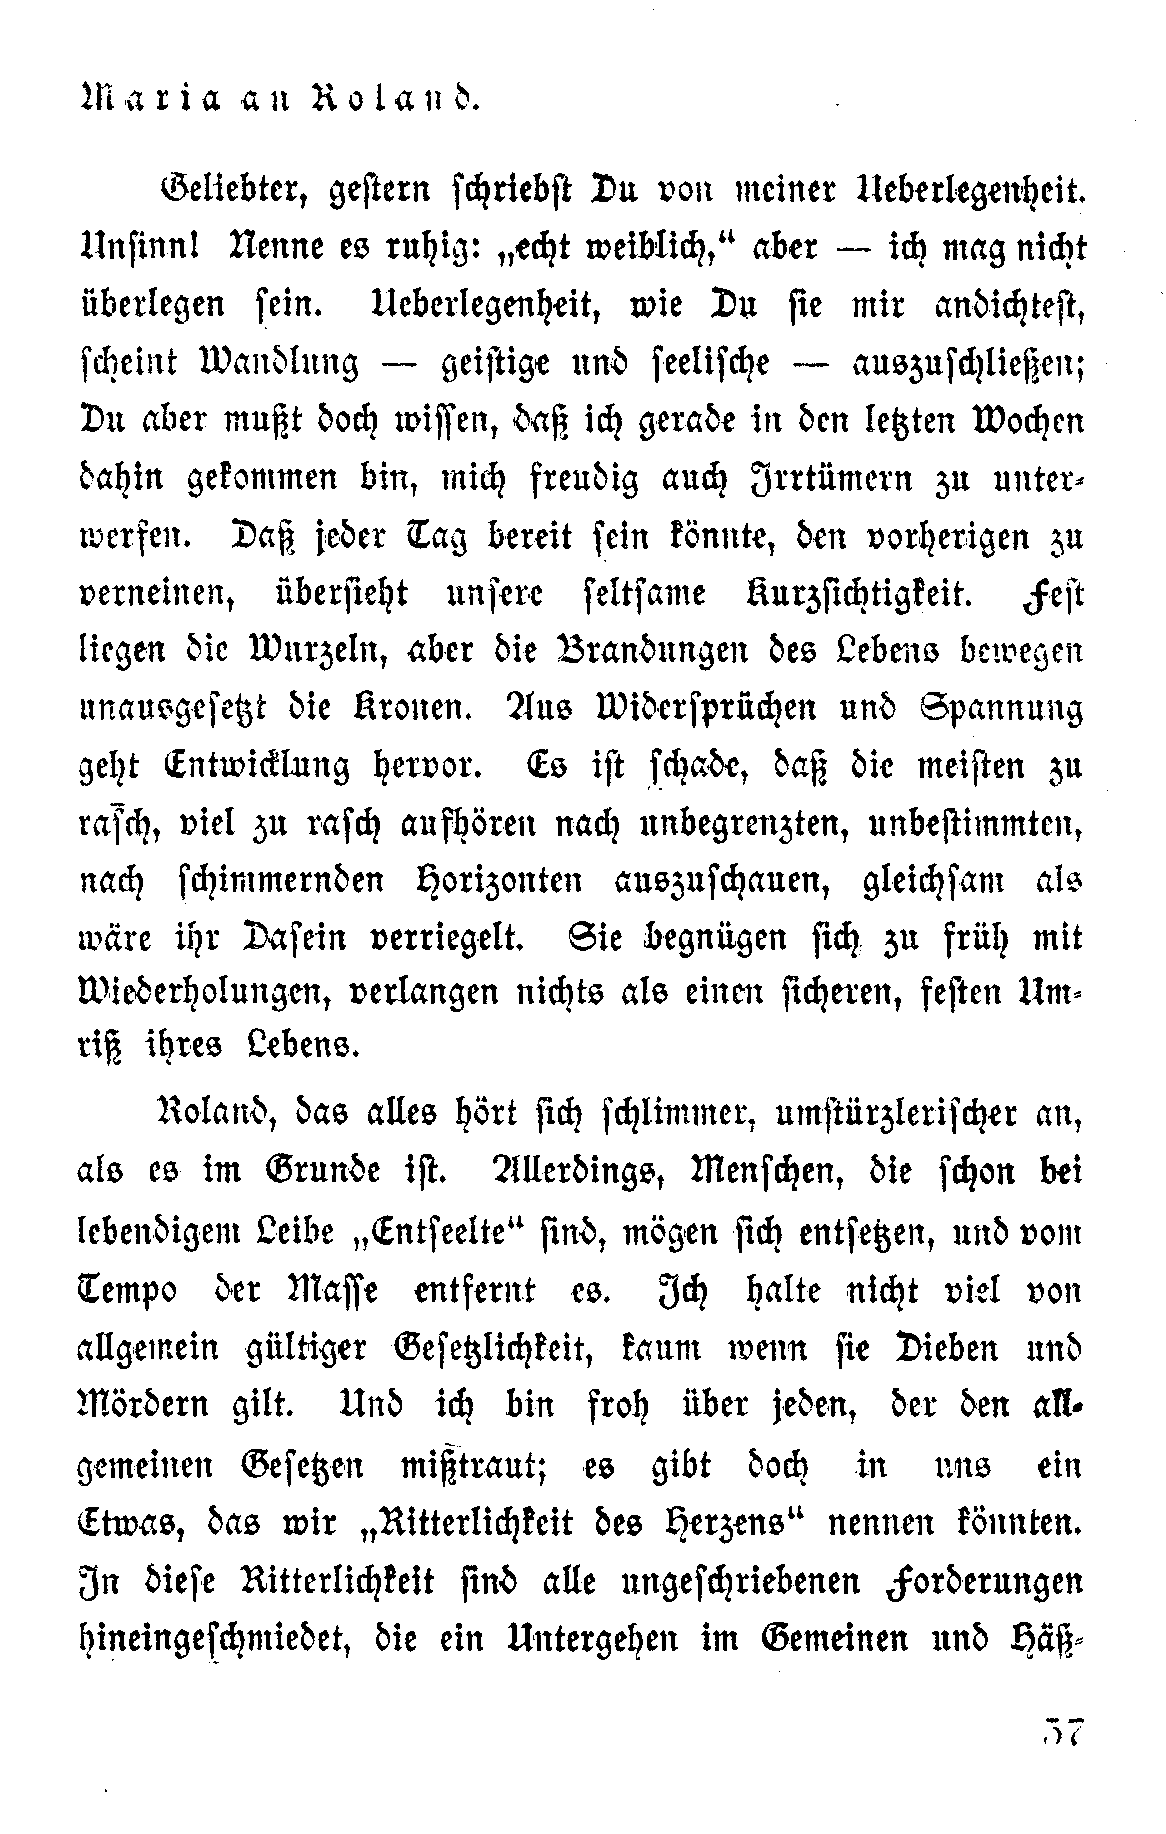 Maria an Roland.
Geliebter, gestern schriebst Du von meiner Ueberlegenheit.
Unsinn! Nenne es ruhig: „echt weiblich,“ aber — ich mag nicht
überlegen sein. Ueberlegenheit, wie Du sie mir andichtest,
scheint Wandlung — geistige und seelische — auszuschließen;
Du aber mußt doch wissen, daß ich gerade in den letzten Wochen
dahin gekommen bin, mich freudig auch Irrtümern zu unter-
werfen. Daß jeder Tag bereit sein könnte, den vorherigen zu
verneinen, übersieht unsere seltsame Kurzsichtigkeit. Fest
liegen die Wurzeln, aber die Brandungen des Lebens bewegen
unausgesetzt die Kronen. Aus Widersprüchen und Spannung
geht Entwicklung hervor. Es ist schade, daß die meisten zu
rasch, viel zu rasch aufhören nach unbegrenzten, unbestimmten,
nach schimmernden Horizonten auszuschauen, gleichsam als
wäre ihr Dasein verriegelt. Sie begnügen sich zu früh mit
Wiederholungen, verlangen nichts als einen sicheren, festen Um-
riß ihres Lebens.
Roland, das alles hört sich schlimmer, umstürzlerischer an,
als es im Grunde ist. Allerdings, Menschen, die schon bei
lebendigem Leibe „Entseelte“ sind, mögen sich entsetzen, und vom
Tempo der Masse entfernt es. Ich halte nicht viel von
allgemein gültiger Gesetzlichkeit, kaum wenn sie Dieben und
Mördern gilt. Und ich bin froh über jeden, der den all-
gemeinen Gesetzen mißtraut; es gibt doch in uns ein
Etwas, das wir „Ritterlichkeit des Herzens“ nennen könnten.
In diese Ritterlichkeit sind alle ungeschriebenen Forderungen
hineingeschmiedet, die ein Untergehen im Gemeinen und Häß-
57